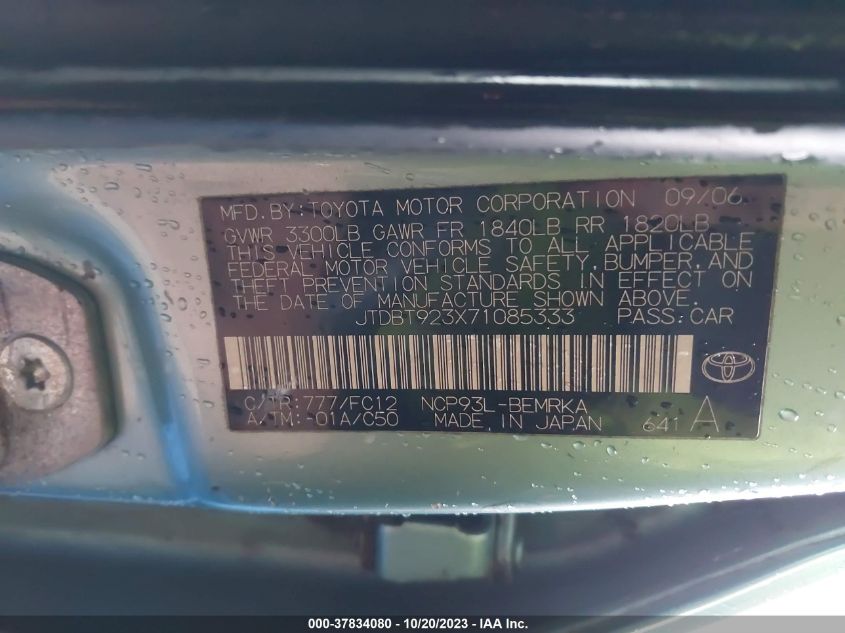 MFD.BY:TOYOTA MOTOR CORPORATION 09/06
GVWR 3300LB GAWR FR 1840LB RR 1820LB
THIS VEHICLE CONFORMS TO ALL APPLICABLE
FEDERAL MOTOR VEHICLE SAFETY,BUMPER,AND
THEFT PREVENTION STANDARDS IN EFFECT ON
THE DATE OF MANUFACTURE SHOWN ABOVE.
JTDBT923X71085333 PASS.CAR
C/TR:777/FC12 NCP93L-BEMRKA
A/TM:-01A/C50 MADE IN JAPAN 641 A
000-37834080 - 10/20/2023 - IAA Inc.